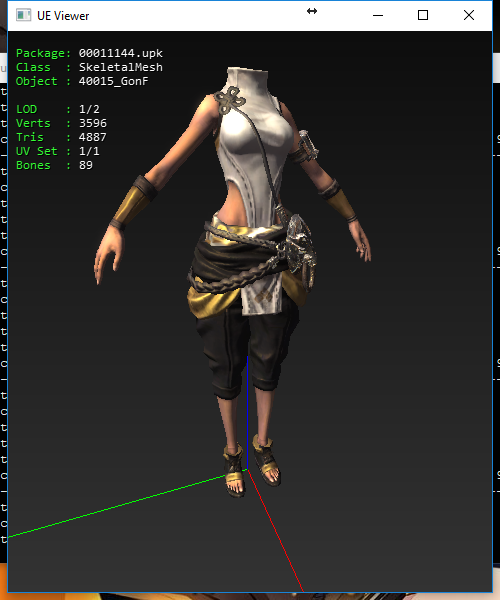 UE Viewer
Package: 00011144.upk
Class  : SkeletalMesh
Object : 40015_GonF
LOD    : 1/2
Verts  : 3596
Tris   : 4887
UV Set : 1/1
Bones  : 89